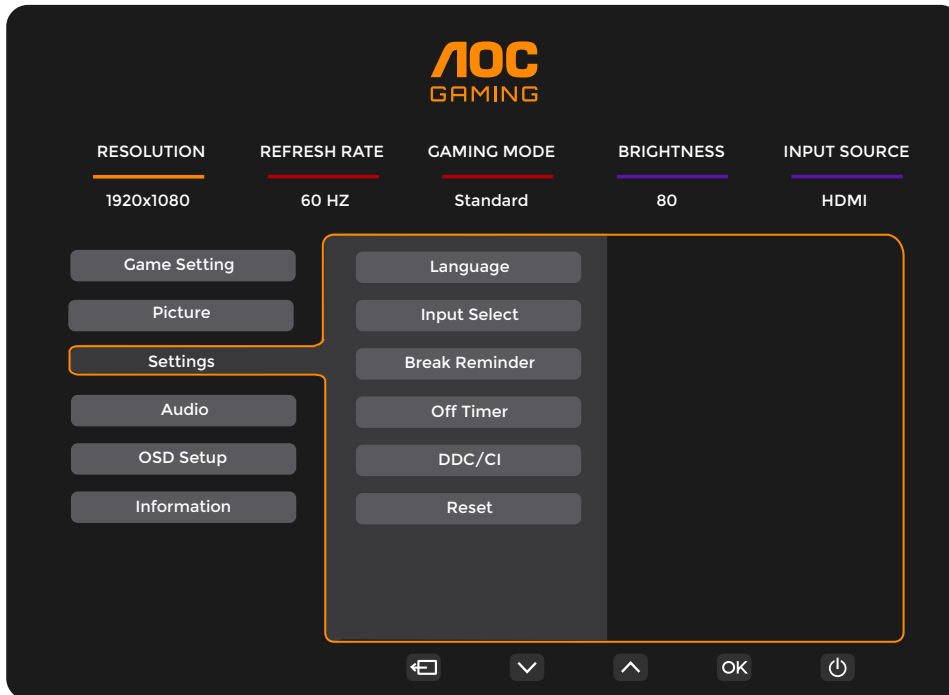 AOC
GAMING
RESOLUTION REFRESH RATE GAMING MODE BRIGHTNESS INPUT SOURCE
1920x1080 60 HZ Standard 80 HDMI
Game Setting
Picture
Settings
Audio
OSD Setup
Information
Language
Input Select
Break Reminder
Off Timer
DDC/CI
Reset
OK